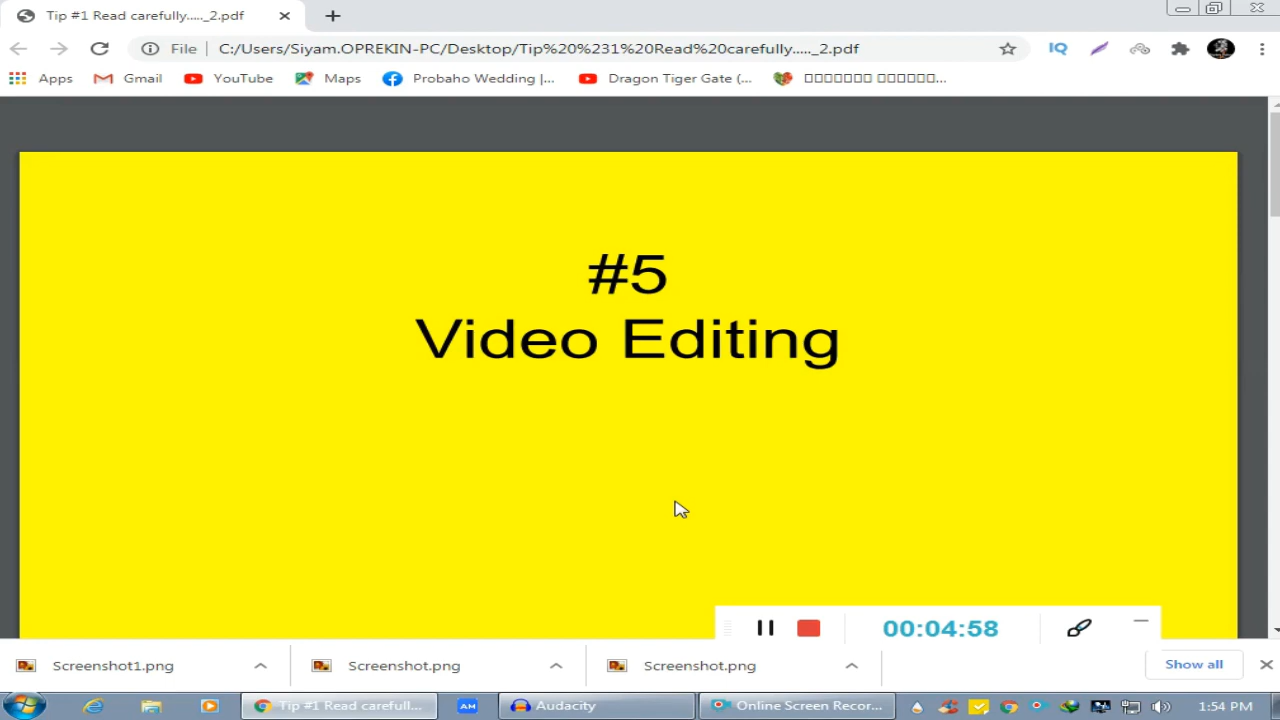 Tip #1 Read carefully....._2.pdf
File C:/Users/Siyam.OPREKIN-PC/Desktop/Tip%20%231%20Read%20carefully....._2.pdf
IQ
Apps Gmail YouTube Maps Probaho Wedding |... Dragon Tiger Gate (...
#5
Video Editing
00:04:58
Screenshot1.png Screenshot.png Screenshot.png Show all
Tip #1 Read carefull... AM Audacity Online Screen Recor... 1:54 PM